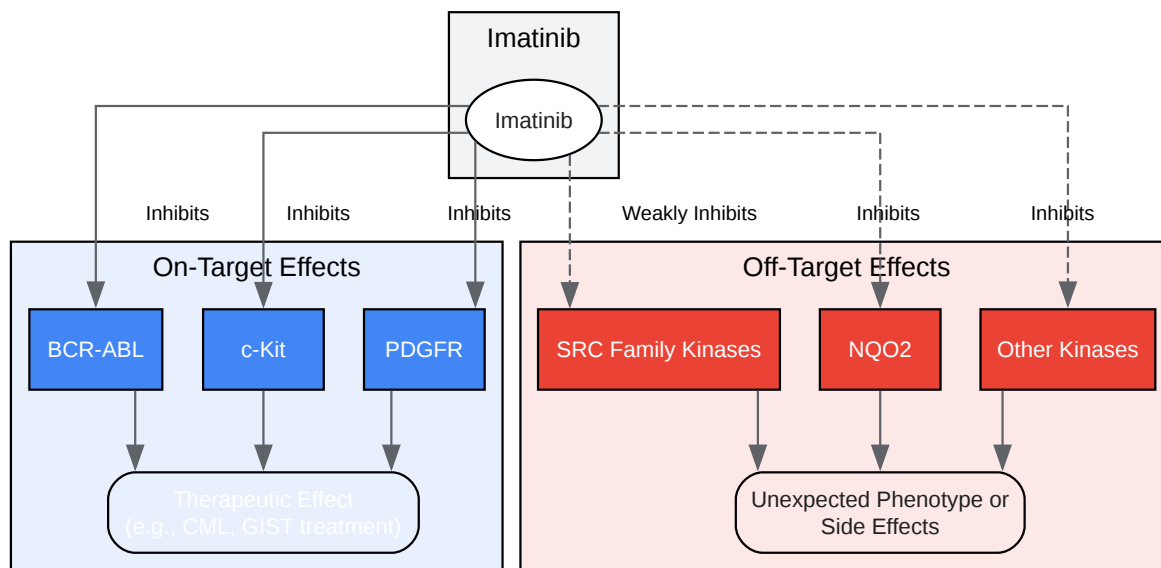 Imatinib
Imatinib
Inhibits
Inhibits
Inhibits
Weakly Inhibits
Inhibits
Inhibits
On-Target Effects
Off-Target Effects
BCR-ABL
c-Kit
PDGFR
SRC Family Kinases
NQO2
Other Kinases
Therapeutic Effect
(e.g., CML, GIST treatment)
Unexpected Phenotype or
Side Effects